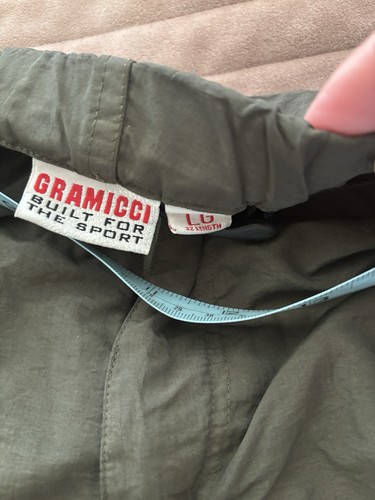 GRAMICCI
BUILT FOR
THE SPORT
LG
32 LENGTH